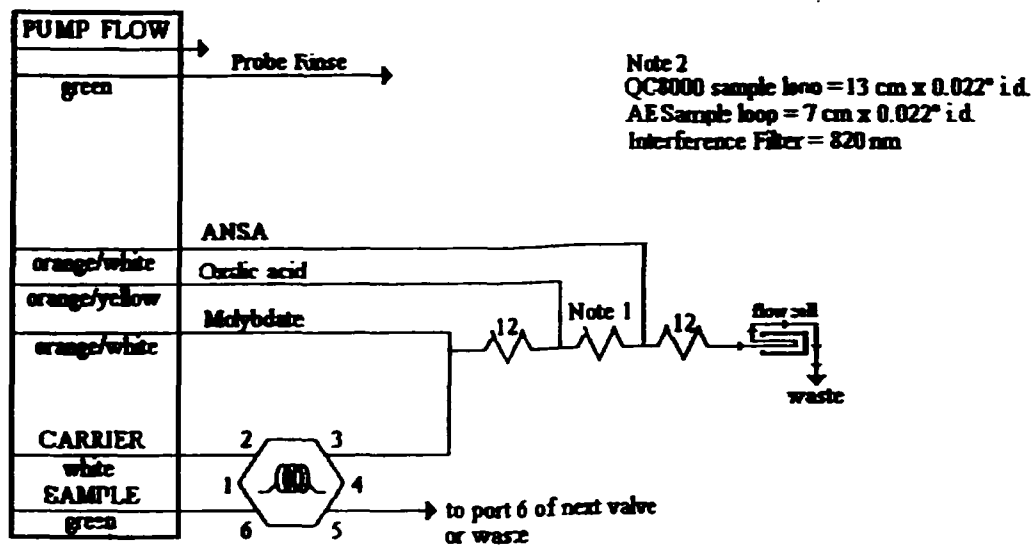 PUMP FLOW
Probe Rinse
green
Note 2
QC8000 sample loop = 13 cm x 0.022" i.d.
AE Sample loop = 7 cm x 0.022" i.d.
Interference Filter = 820 nm
ANSA
orange/white
Oxalic acid
orange/yellow
Molybdate
orange/white
12
Note 1
12
flow cell
waste
CARRIER
white
SAMPLE
green
2
3
1
4
6
5
to port 6 of next valve
or waste